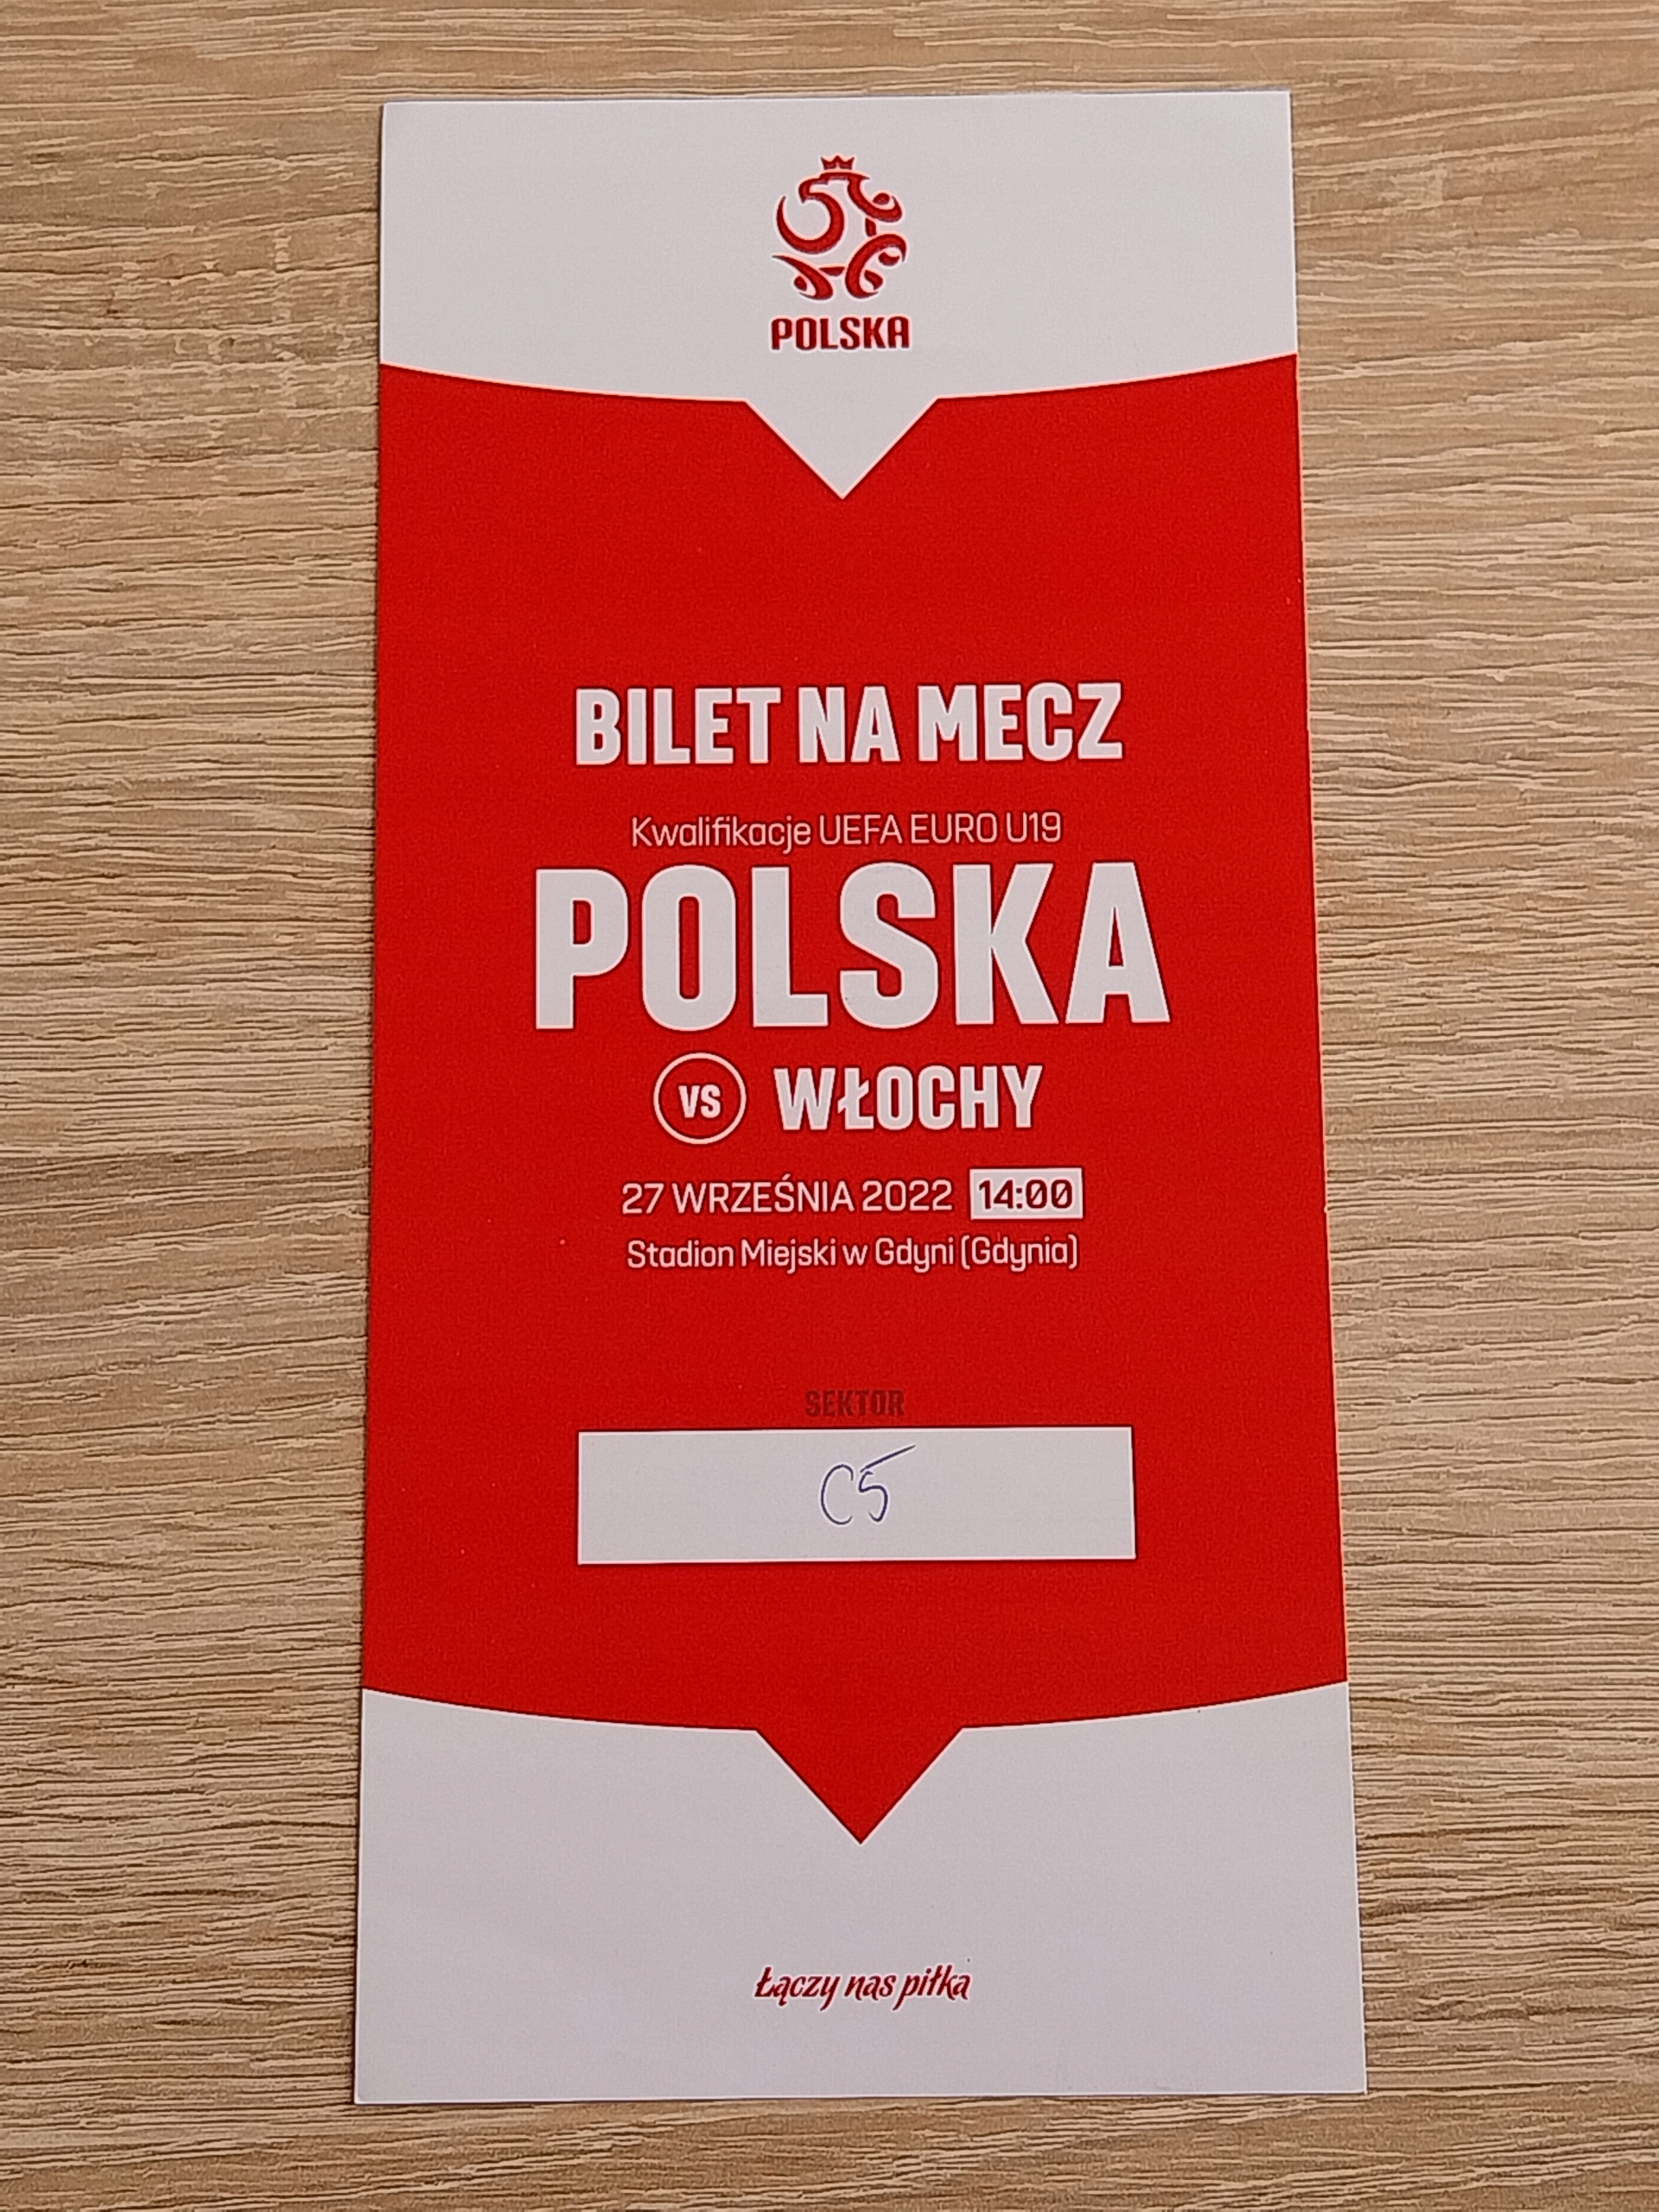 POLSKA
BILET NA MECZ
Kwalifikacje UEFA EURO U19
POLSKA
VS WŁOCHY
27 WRZEŚNIA 2022 14:00
Stadion Miejski w Gdyni (Gdynia)
SEKTOR
C5
Łączy nas piłka